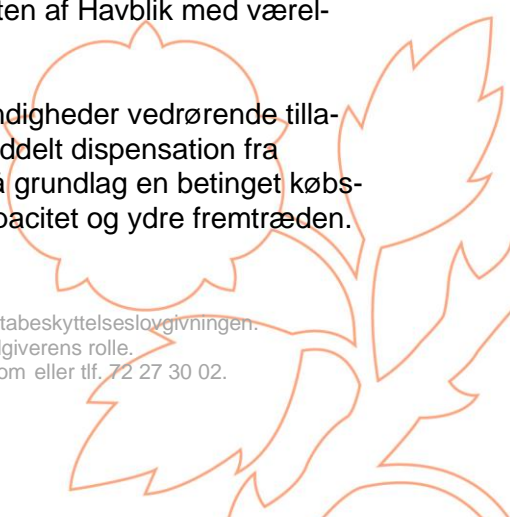 ten af Havblik med værel-
ndigheder vedrørende tilla-
ddelt dispensation fra
å grundlag en betinget købs-
pacitet og ydre fremtræden.
tabeskyttelseslovgivningen.
dgiverens rolle.
om eller tlf. 72 27 30 02.